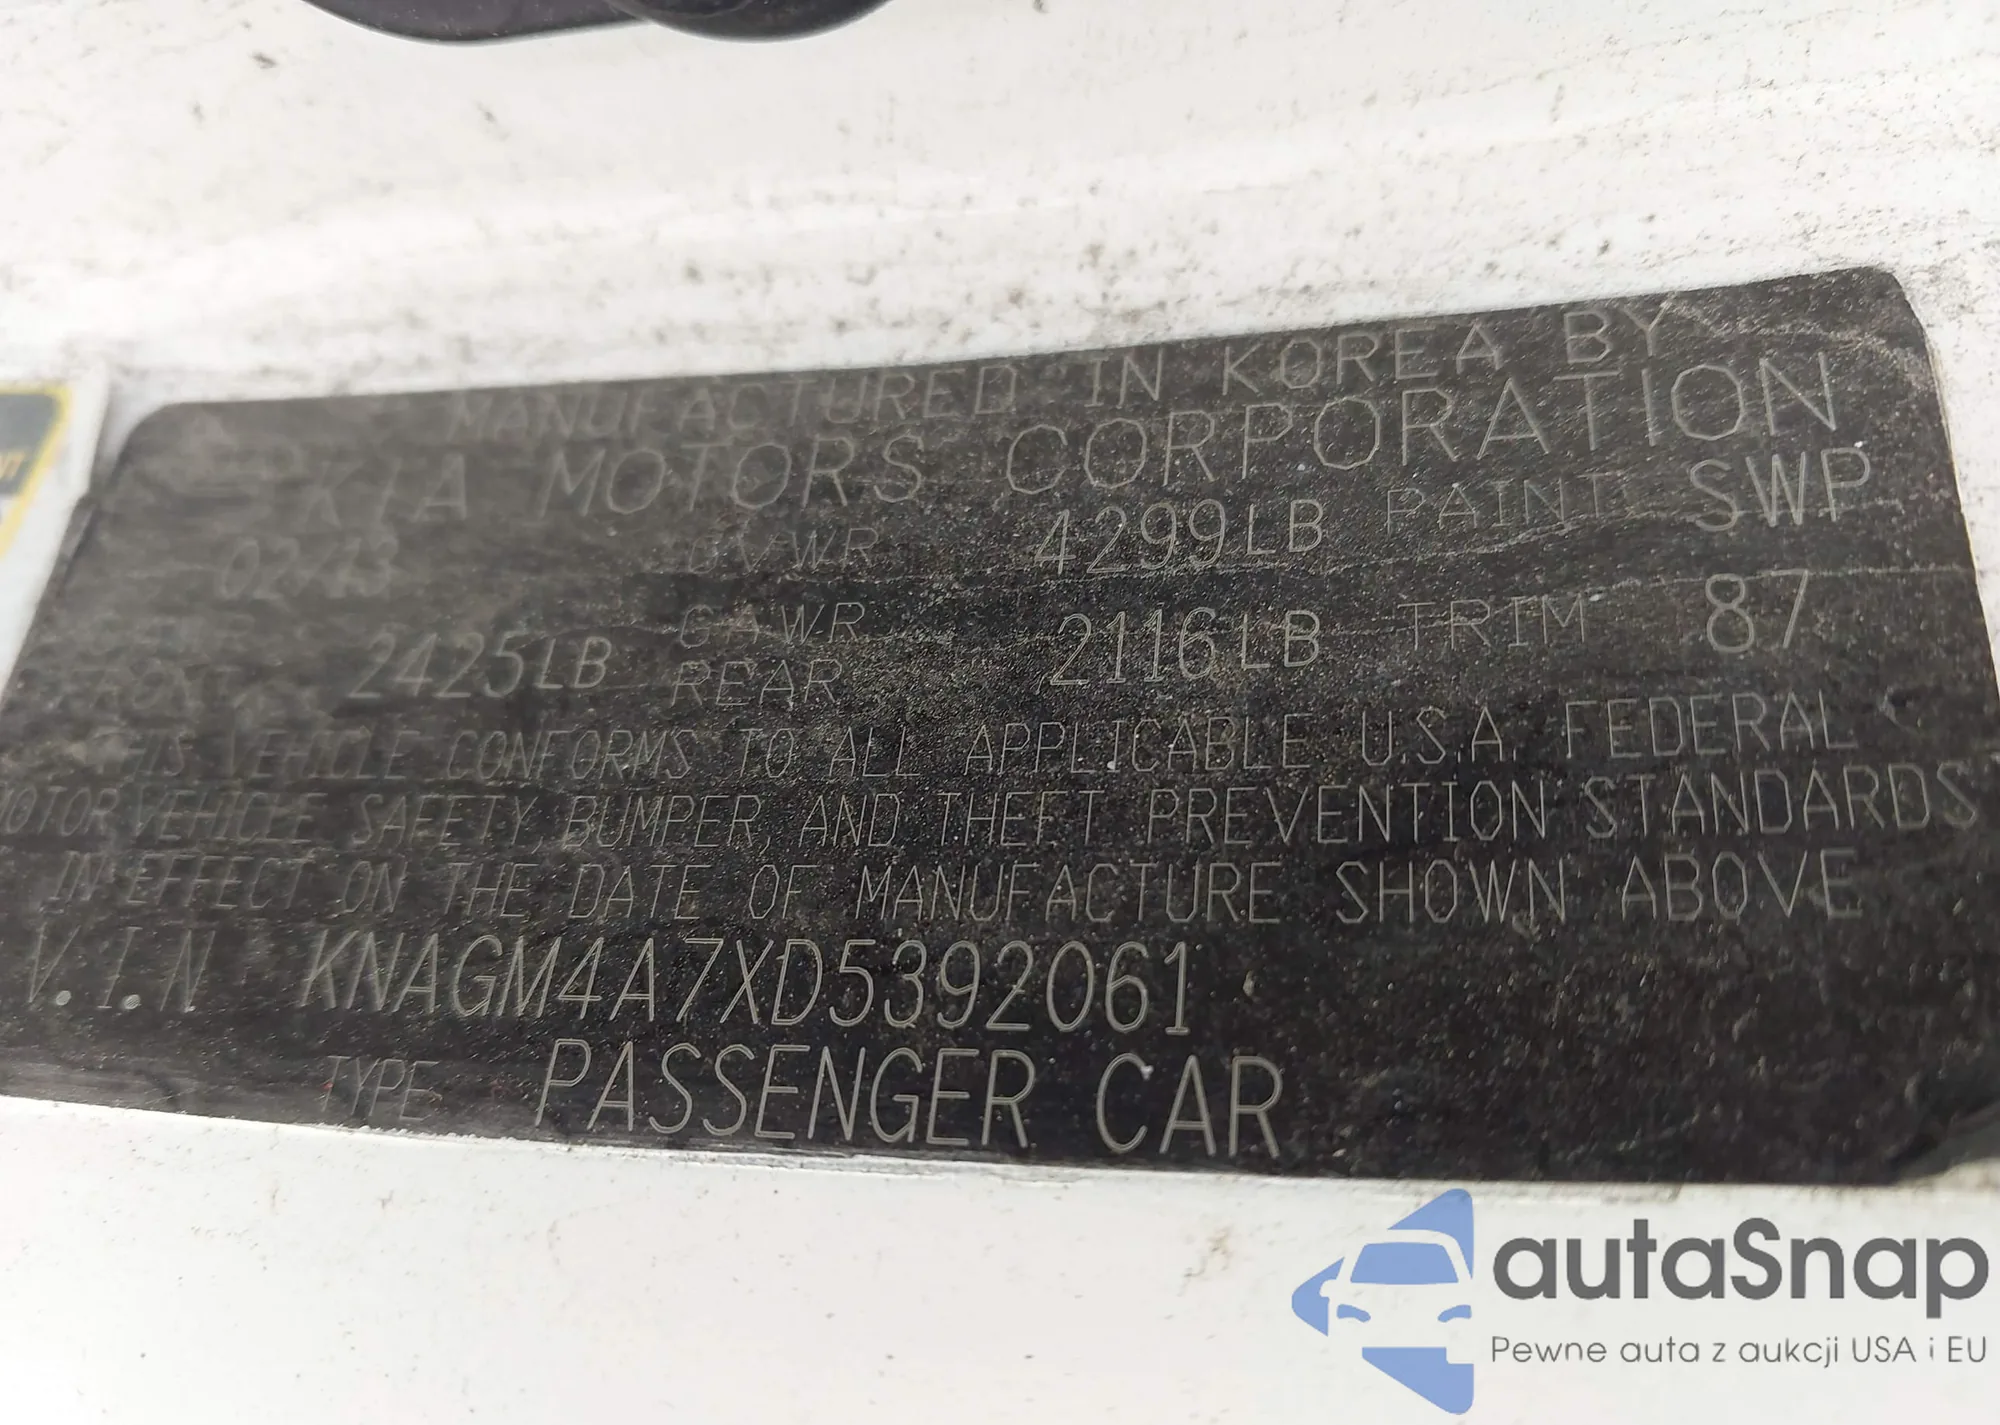 MANUFACTURED IN KOREA BY
KIA MOTORS CORPORATION
02/13 GVWR 4299LB PAINT SWP
GAWR TRIM 87
FRONT 2425LB REAR 2116LB
THIS VEHICLE CONFORMS TO ALL APPLICABLE U.S.A. FEDERAL
MOTOR VEHICLE SAFETY, BUMPER, AND THEFT PREVENTION STANDARDS
IN EFFECT ON THE DATE OF MANUFACTURE SHOWN ABOVE
V.I.N KNAGM4A7XD5392061
TYPE PASSENGER CAR
autaSnap
Pewne auta z aukcji USA i EU